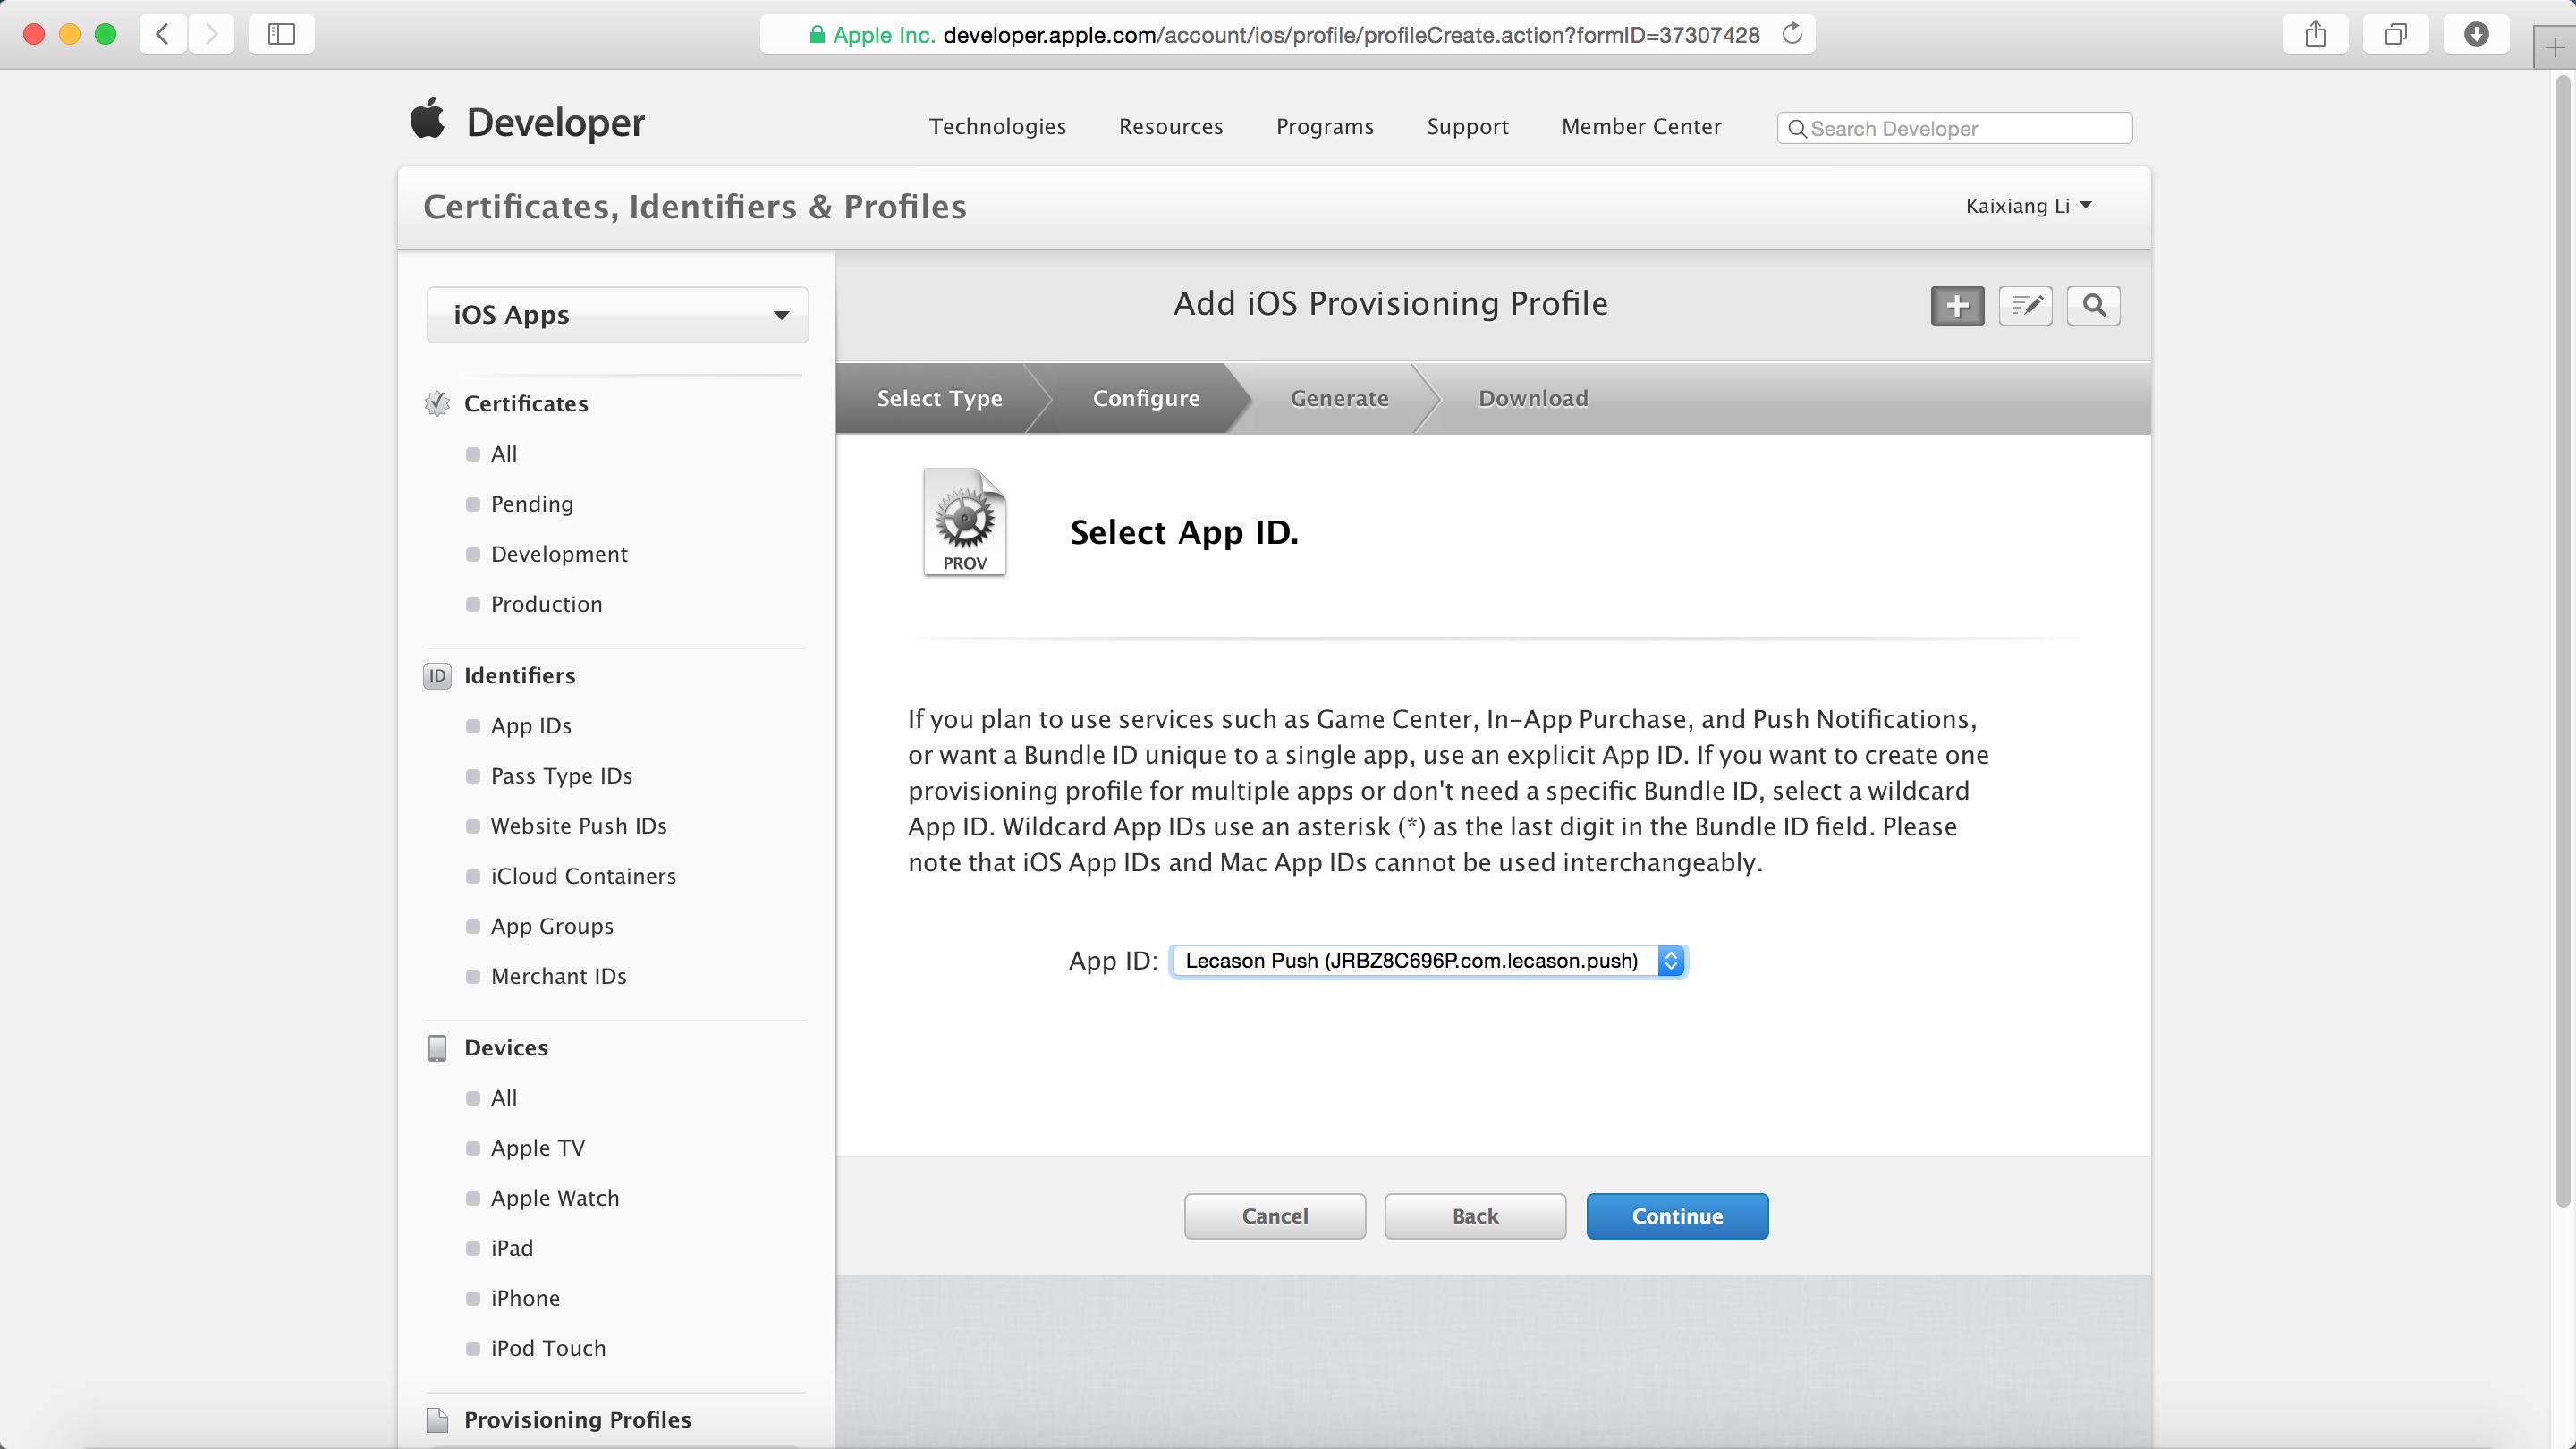 Apple Inc. developer.apple.com/account/ios/profile/profileCreate.action?formID=37307428
Developer
Technologies
Resources
Programs
Support
Member Center
Search Developer
Certificates, Identifiers & Profiles
Kaixiang Li
iOS Apps
Add iOS Provisioning Profile
Select Type
Configure
Generate
Download
Certificates
All
Pending
Development
Production
ID
Identifiers
App IDs
Pass Type IDs
Website Push IDs
iCloud Containers
App Groups
Merchant IDs
Devices
All
Apple TV
Apple Watch
iPad
iPhone
iPod Touch
Provisioning Profiles
PROV
Select App ID.
If you plan to use services such as Game Center, In-App Purchase, and Push Notifications,
or want a Bundle ID unique to a single app, use an explicit App ID. If you want to create one
provisioning profile for multiple apps or don't need a specific Bundle ID, select a wildcard
App ID. Wildcard App IDs use an asterisk (*) as the last digit in the Bundle ID field. Please
note that iOS App IDs and Mac App IDs cannot be used interchangeably.
App ID: Lecason Push (JRBZ8C696P.com.lecason.push)
Cancel
Back
Continue